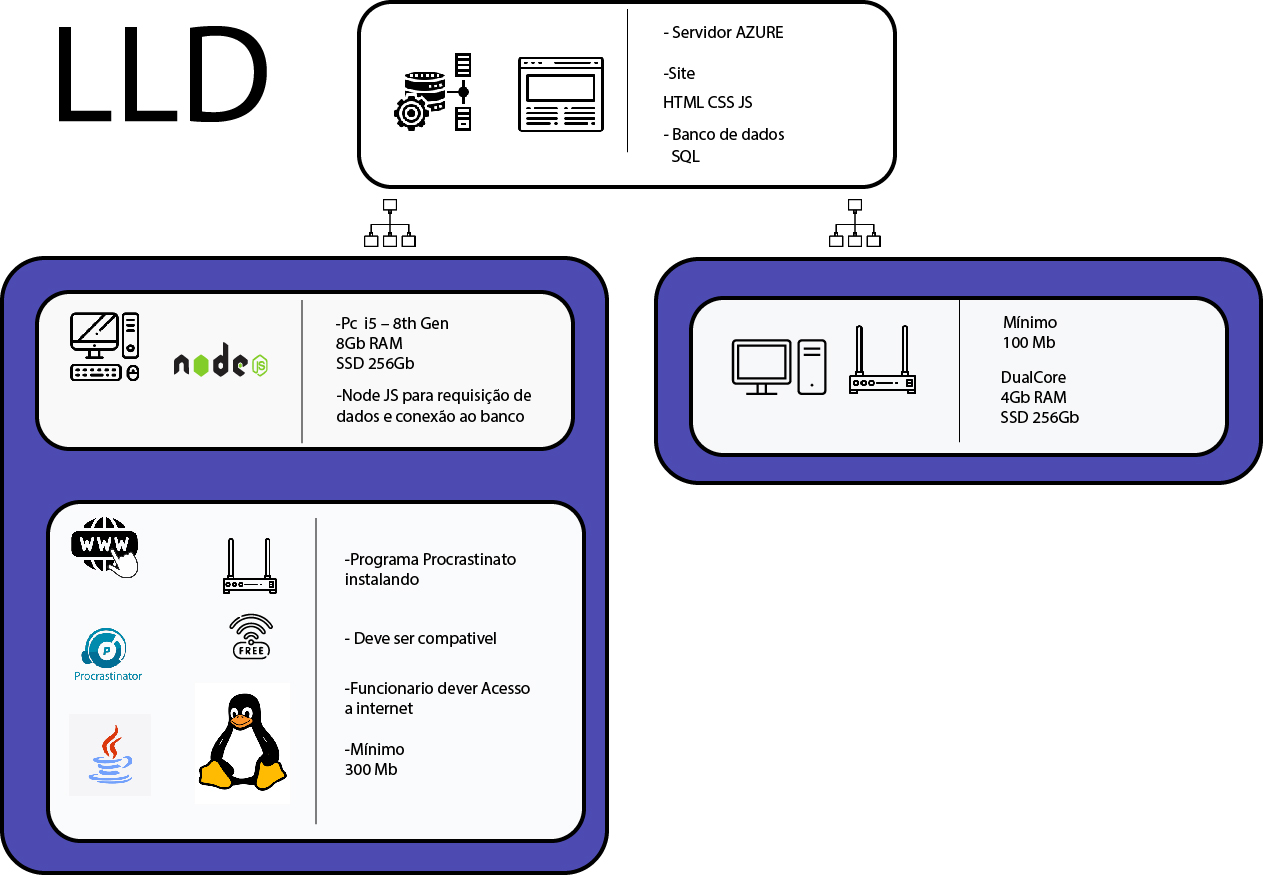 LLD
- Servidor AZURE
-Site
HTML CSS JS
- Banco de dados
SQL
node
JS
-Pc i5 – 8th Gen
8Gb RAM
SSD 256Gb
-Node JS para requisição de
dados e conexão ao banco
Mínimo
100 Mb
DualCore
4Gb RAM
SSD 256Gb
WWW
FREE
P
Procrastinator
-Programa Procrastinato
instalando
- Deve ser compativel
-Funcionario dever Acesso
a internet
-Mínimo
300 Mb